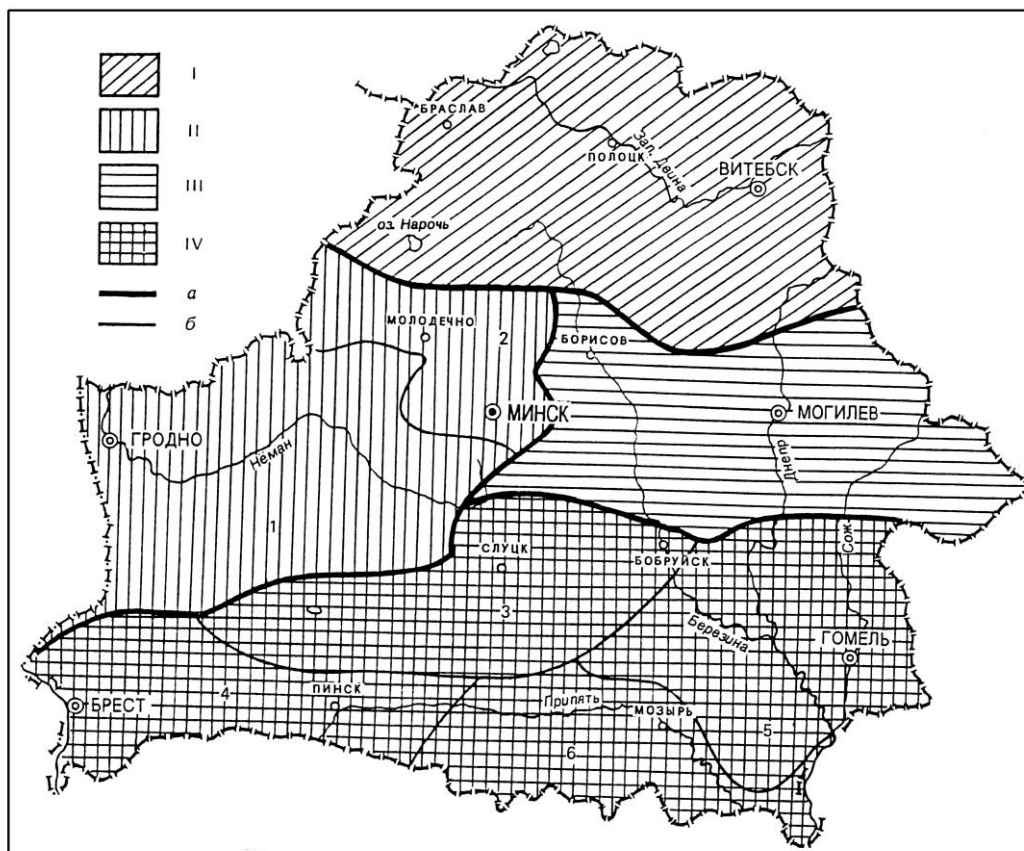 I
II
III
IV
а
б
БРАСЛАВ
ПОЛОЦК
Зап. Двина
ВИТЕБСК
оз. Нарочь
МОЛОДЕЧНО
2
БОРИСОВ
МИНСК
МОГИЛЕВ
ГРОДНО
Нёман
Днепр
Сож
1
СЛУЦК
БОБРУЙСК
3
Березина
ГОМЕЛЬ
4
БРЕСТ
ПИНСК
Припять
МОЗЫРЬ
5
6